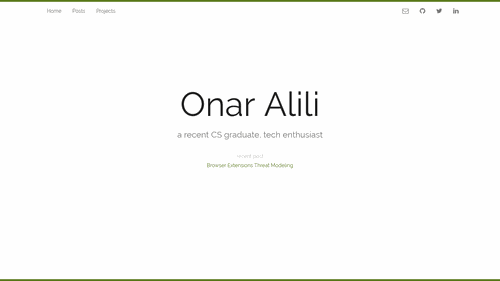 Home Posts Projects
Onar Alili
a recent CS graduate, tech enthusiast
recent post
Browser Extensions Threat Modeling